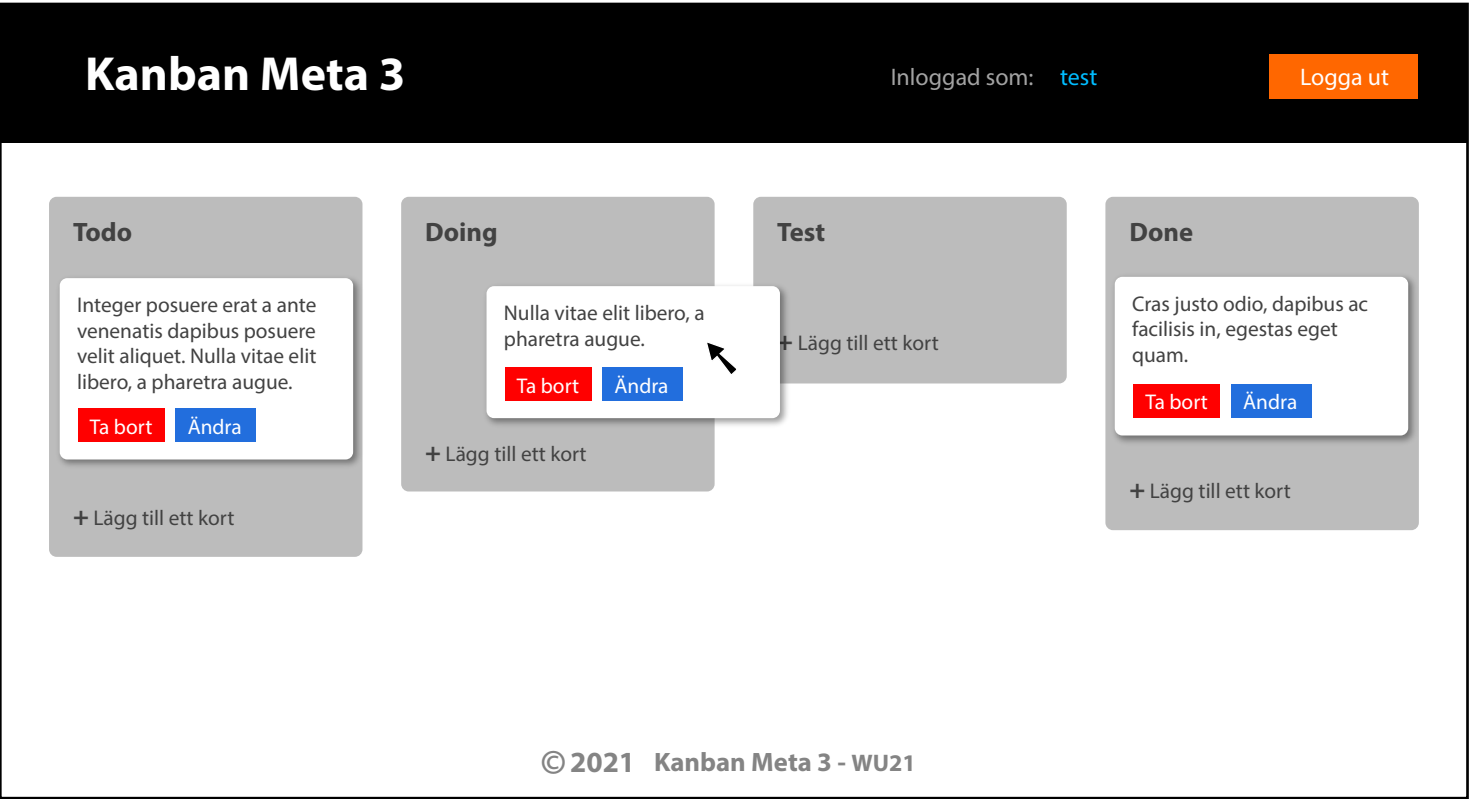 Kanban Meta 3
Inloggad som: test
Logga ut
Todo
Integer posuere erat a ante
venenatis dapibus posuere
velit aliquet. Nulla vitae elit
libero, a pharetra augue.
Ta bort
Ändra
+ Lägg till ett kort
Doing
Nulla vitae elit libero, a
pharetra augue.
Ta bort
Ändra
+ Lägg till ett kort
Test
+ Lägg till ett kort
Done
Cras justo odio, dapibus ac
facilisis in, egestas eget
quam.
Ta bort
Ändra
+ Lägg till ett kort
© 2021 Kanban Meta 3 - WU21